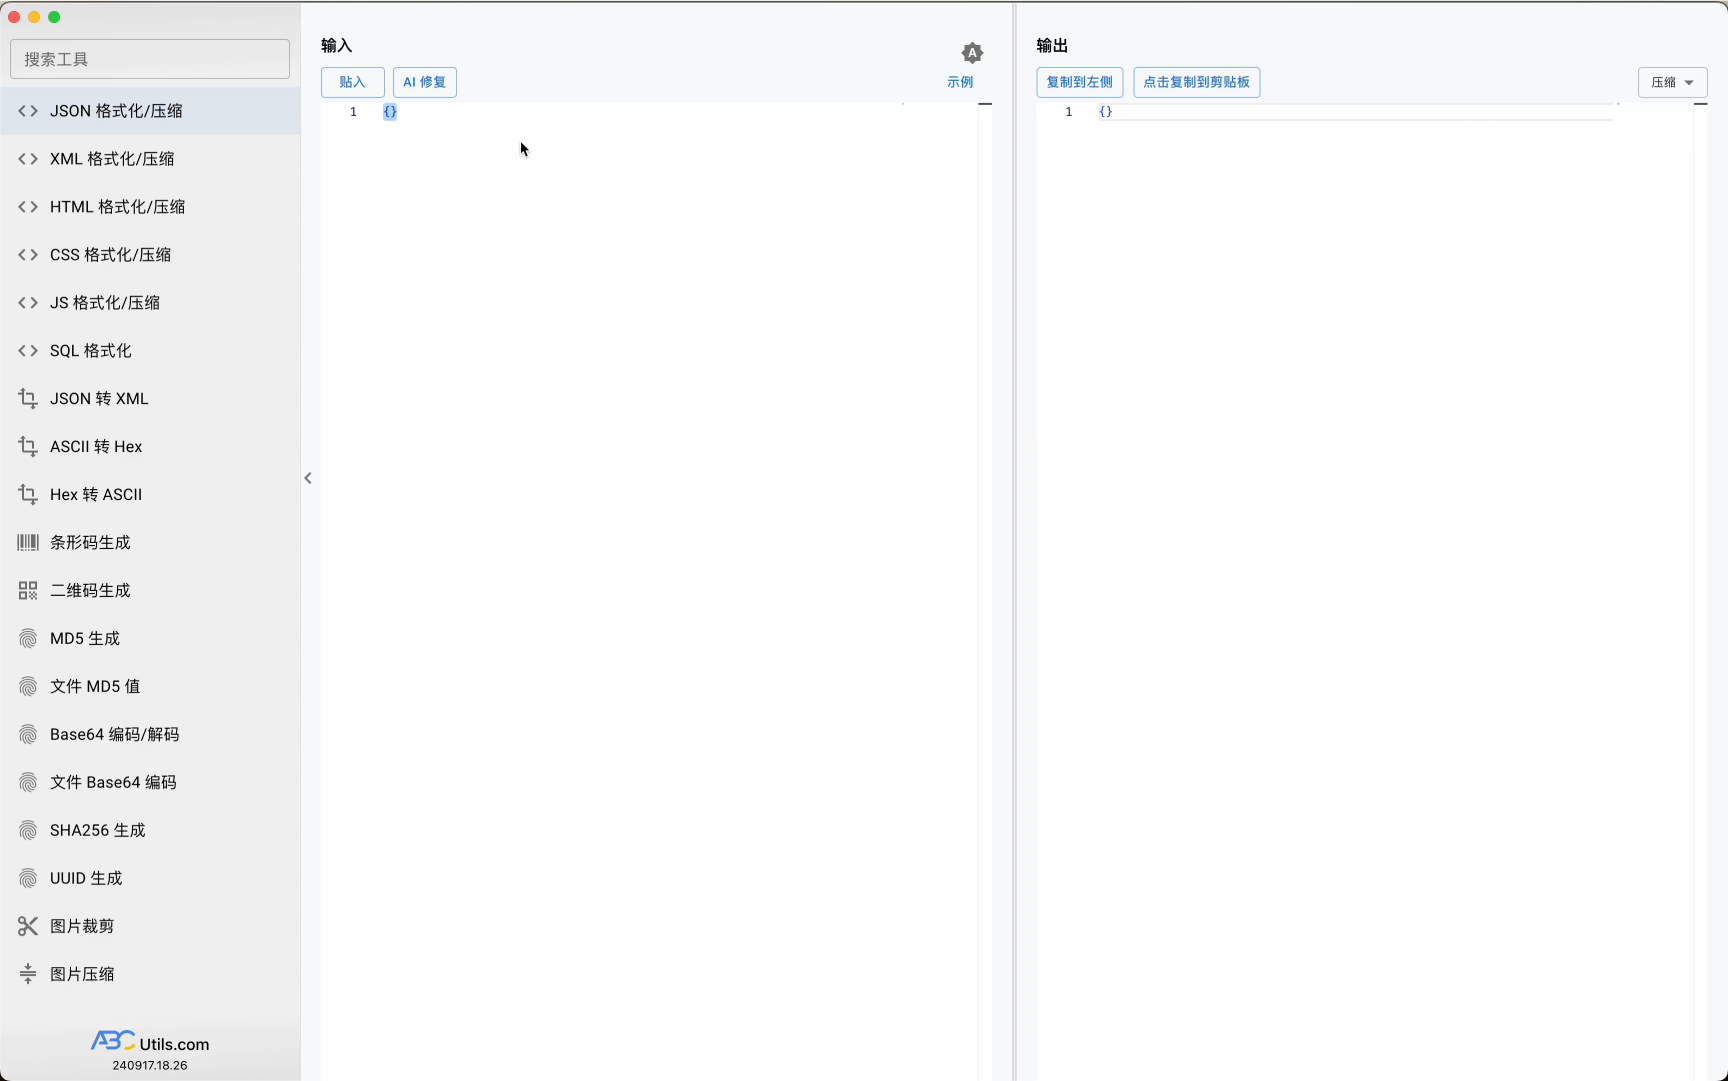 搜索工具
JSON 格式化/压缩
XML 格式化/压缩
HTML 格式化/压缩
CSS 格式化/压缩
JS 格式化/压缩
SQL 格式化
JSON 转 XML
ASCII 转 Hex
Hex 转 ASCII
条形码生成
二维码生成
MD5 生成
文件 MD5 值
Base64 编码/解码
文件 Base64 编码
SHA256 生成
UUID 生成
图片裁剪
图片压缩
ABC Utils.com
240917.18.26
输入
A
贴入 AI 修复 示例
1 {}
输出
复制到左侧 点击复制到剪贴板 压缩
1 {}